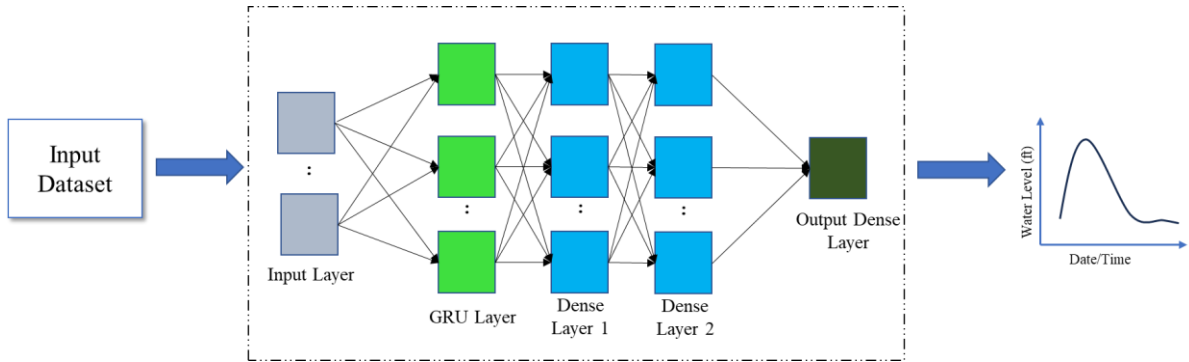 Input
Dataset
:
Input Layer
:
GRU Layer
:
Dense
Layer 1
:
Dense
Layer 2
Output Dense
Layer
Water Level (ft)
Date/Time